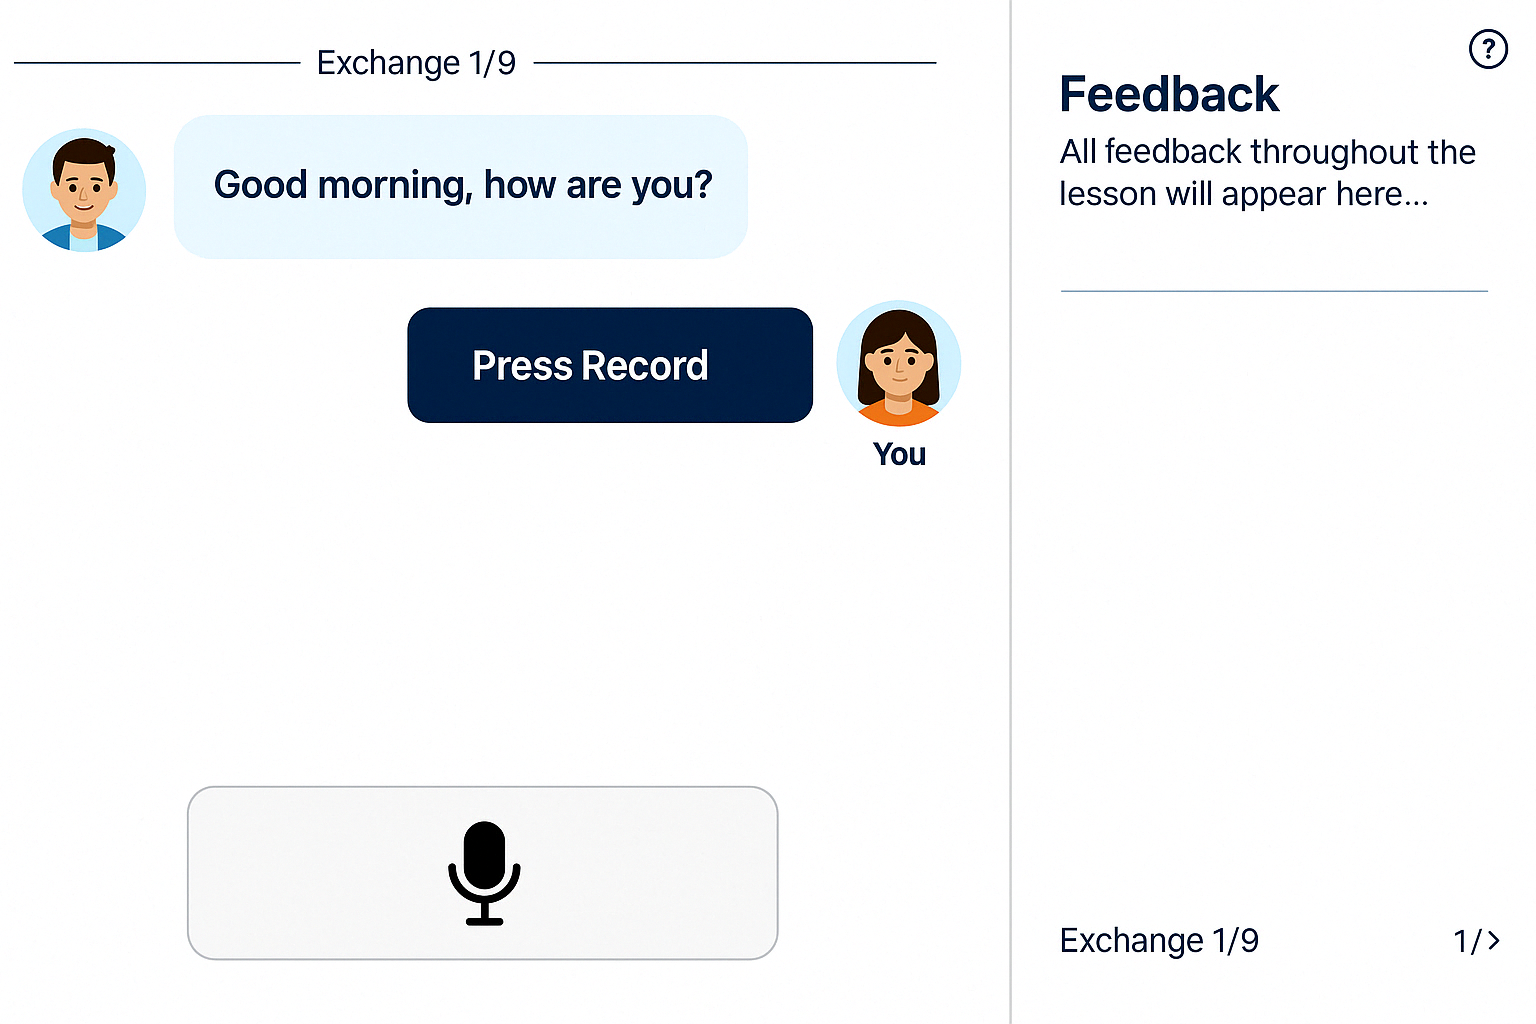 Exchange 1/9
Good morning, how are you?
Press Record
You
?
Feedback
All feedback throughout the
lesson will appear here...
Exchange 1/9
1/>